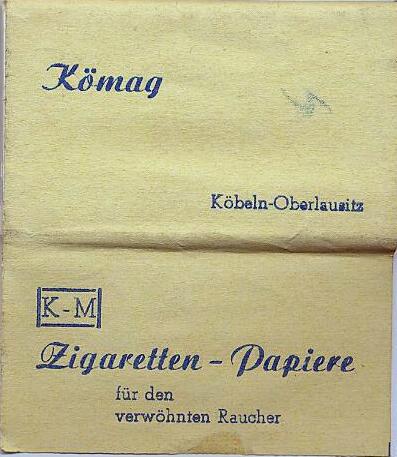 Kömag
Köbeln-Oberlausitz
K-M
Zigaretten-Papiere
für den
verwöhnten Raucher